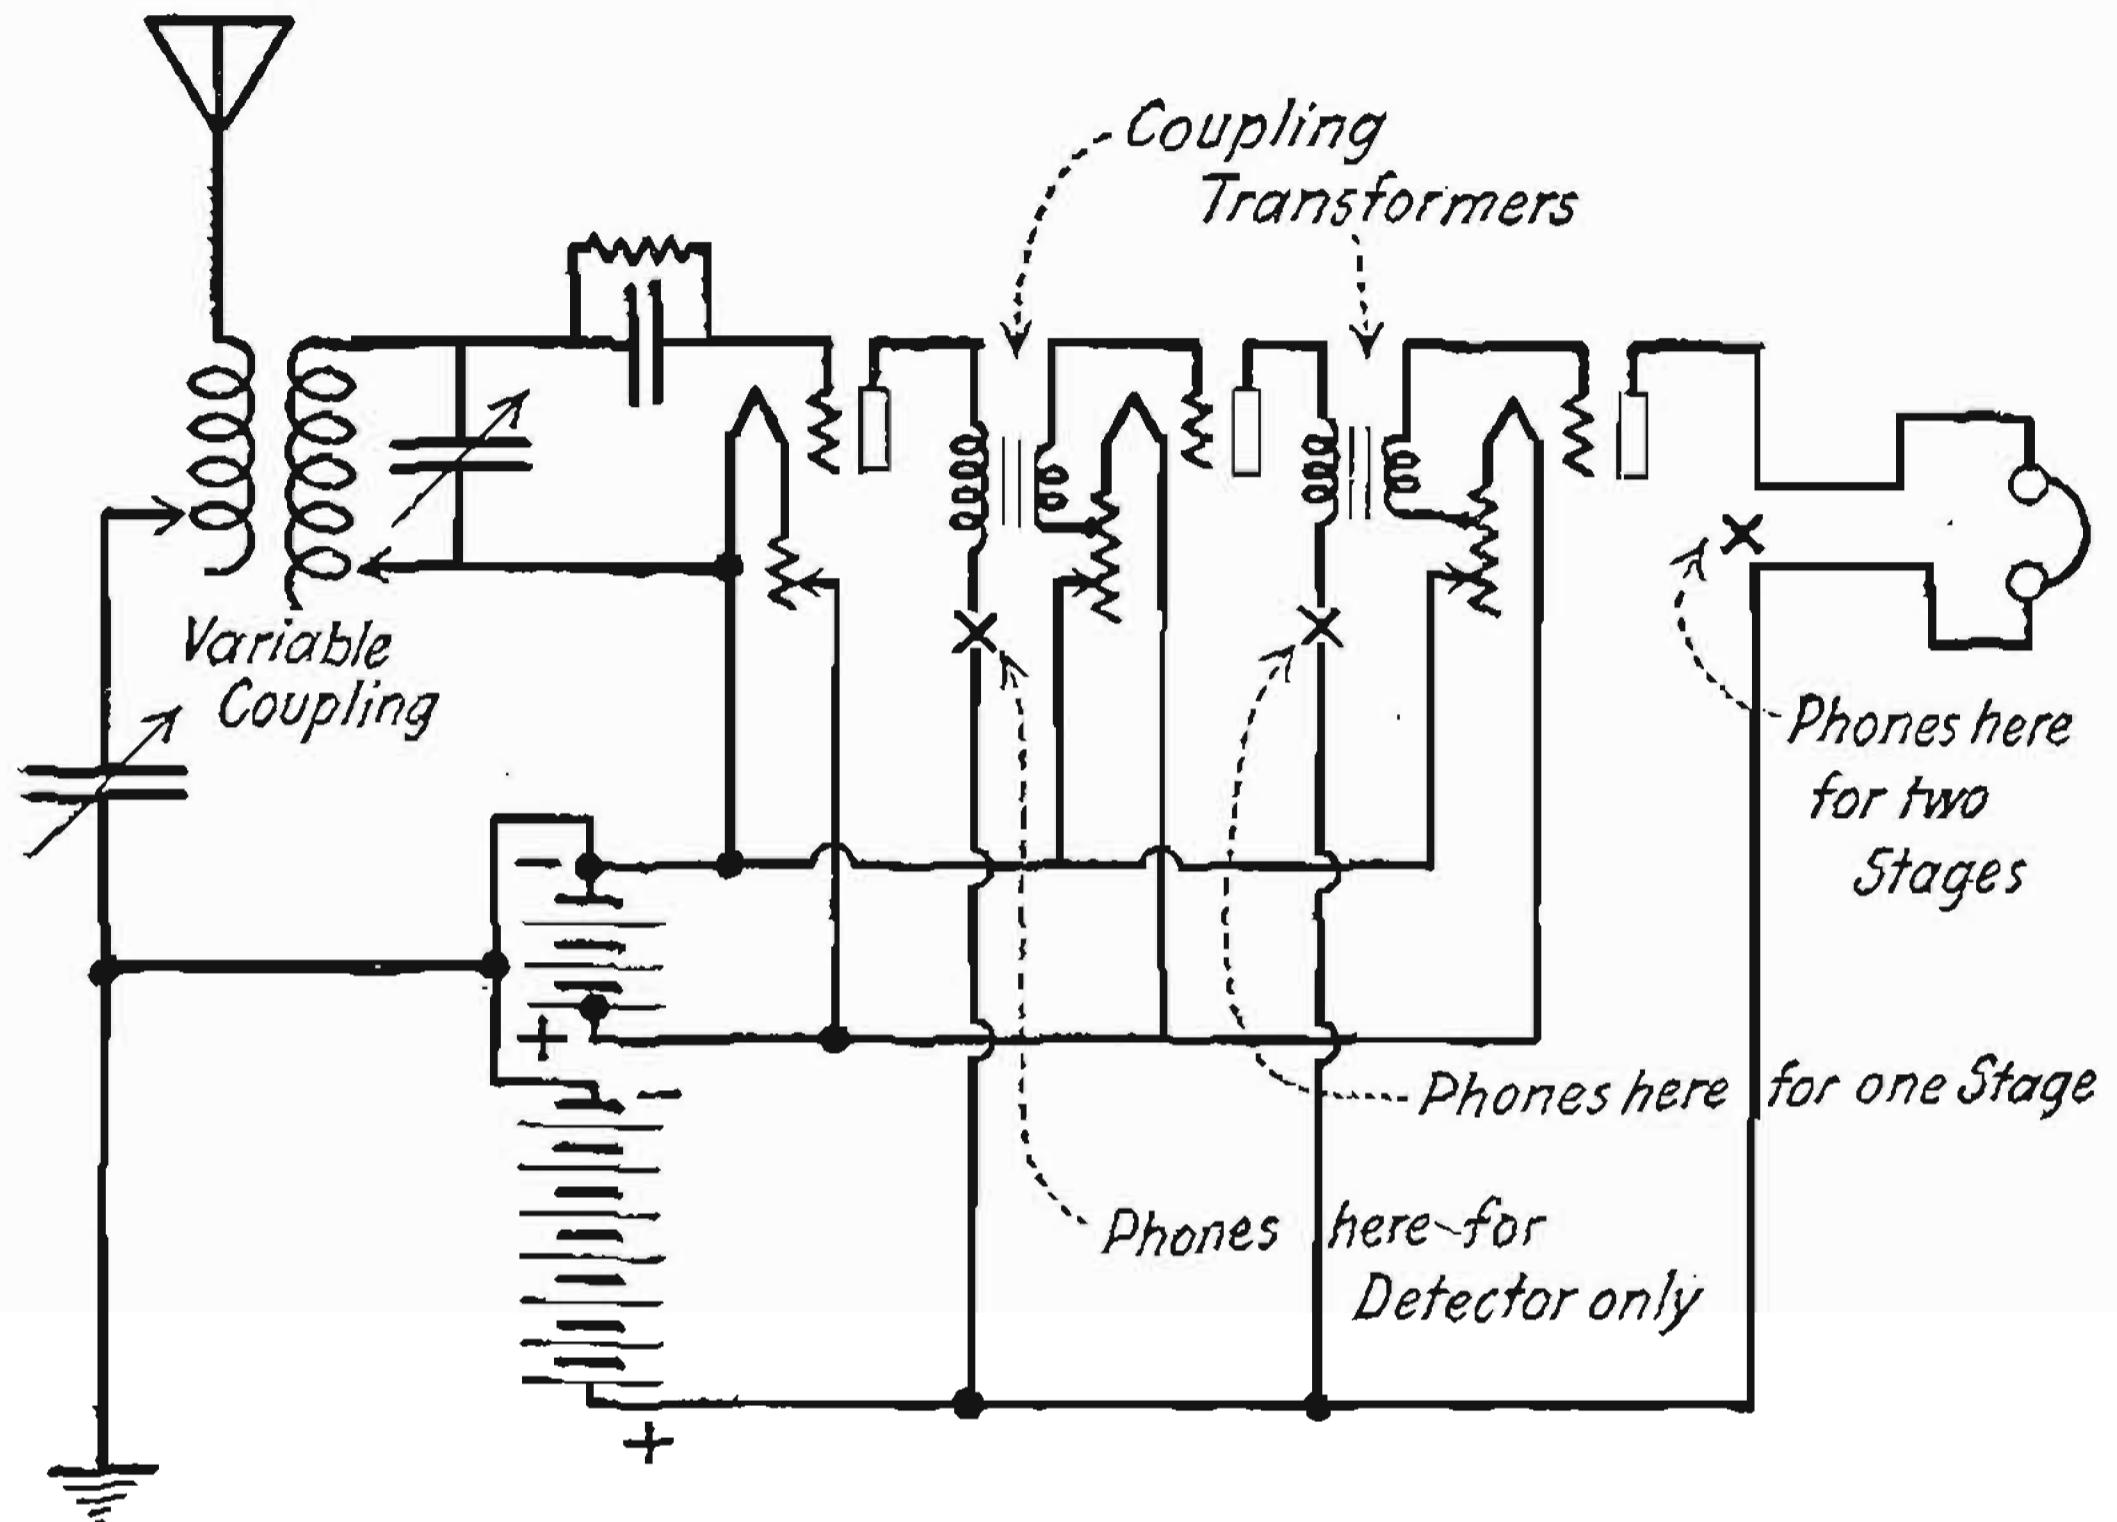 Coupling
Transformers
Variable
Coupling
Phones here
for two
Stages
-
+
-
Phones here for one Stage
Phones here-for
Detector only
+